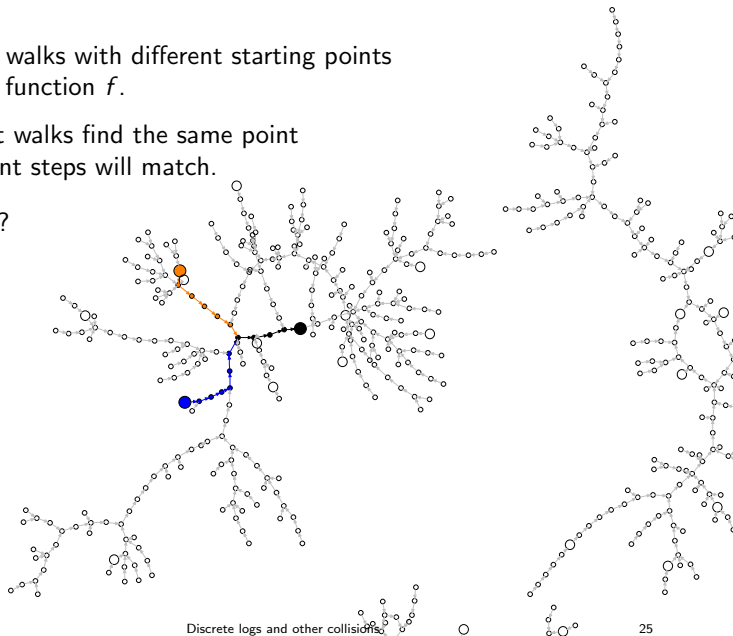 walks with different starting points
function f.
t walks find the same point
nt steps will match.
?
Discrete logs and other collisions
25